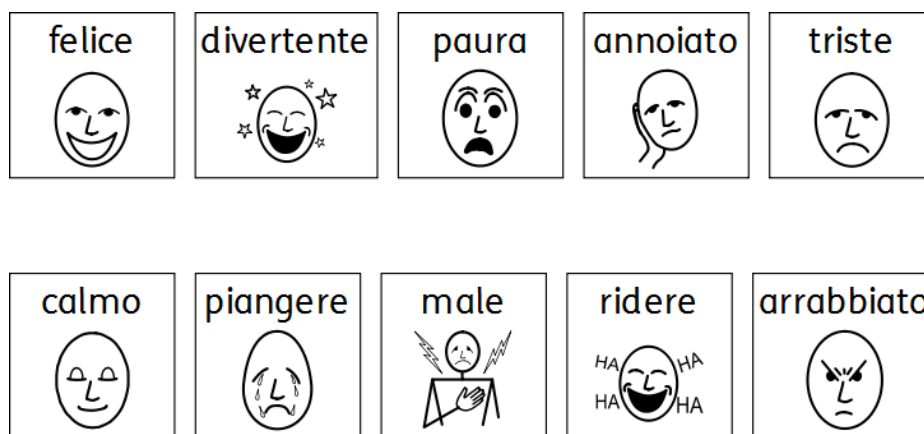 felice divertente paura annoiato triste
calmo piangere male ridere arrabbiato
HA HA
HA HA